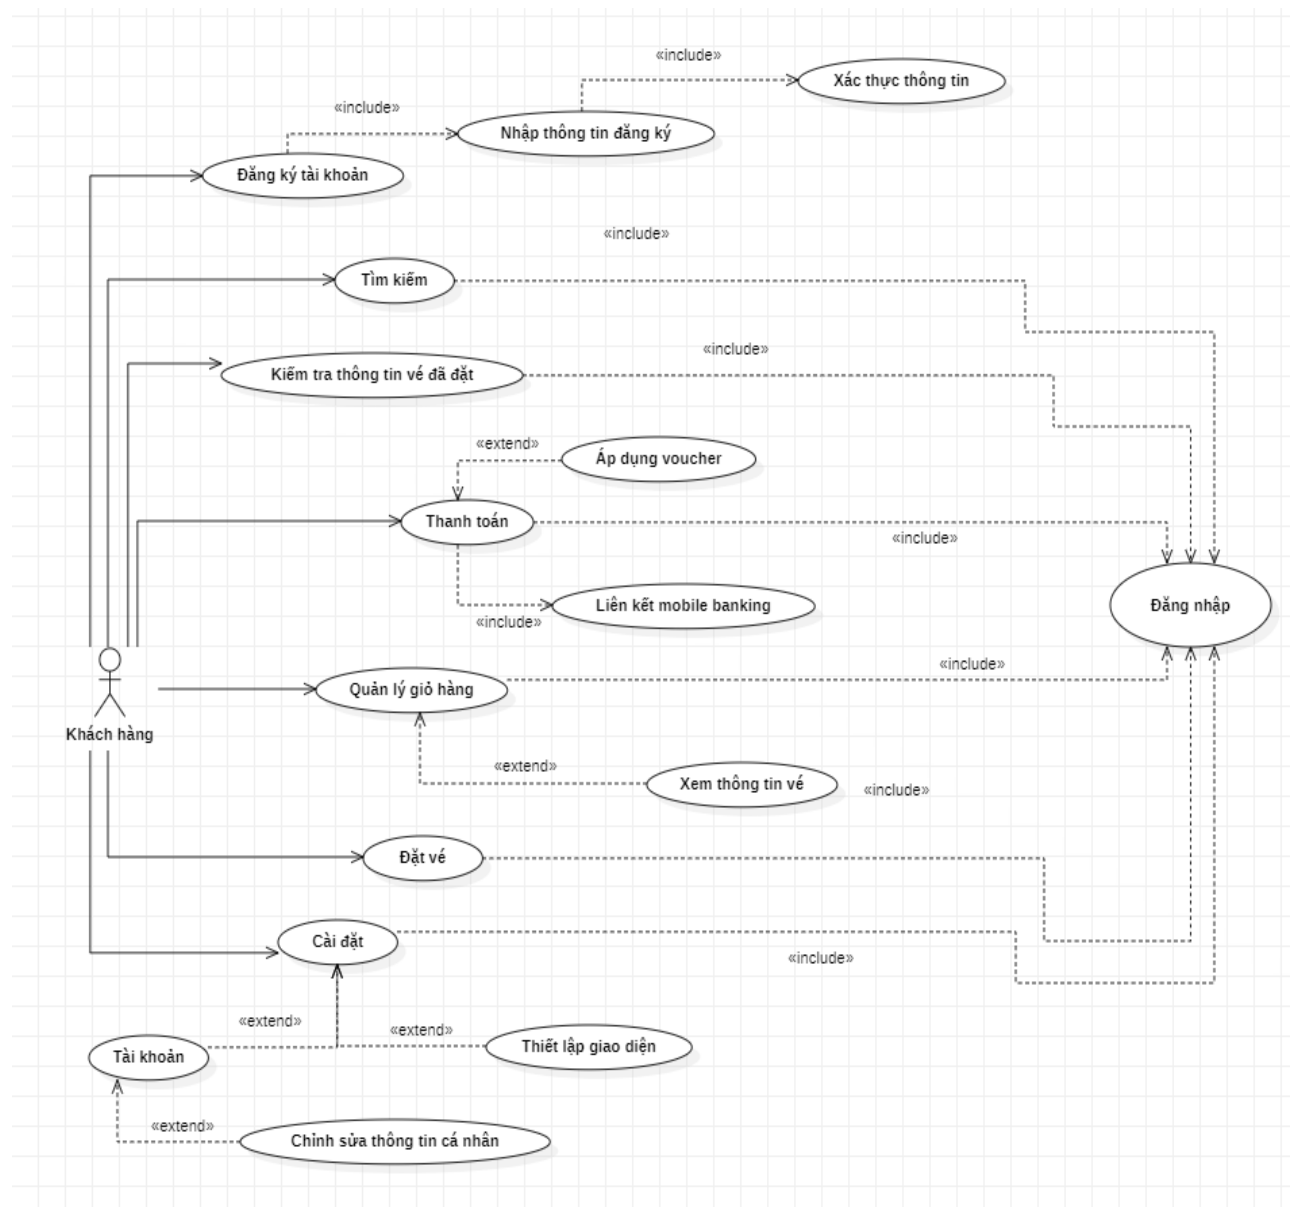 «include»
Xác thực thông tin
«include»
Nhập thông tin đăng ký
Đăng ký tài khoản
«include»
Tìm kiếm
«include»
Kiểm tra thông tin vé đã đặt
«extend»
Áp dụng voucher
Thanh toán
«include»
Liên kết mobile banking
«include»
Đăng nhập
«include»
Quản lý giỏ hàng
Khách hàng
«extend»
Xem thông tin vé
«include»
Đặt vé
Cài đặt
«include»
«extend»
«extend»
Tài khoản
Thiết lập giao diện
«extend»
Chỉnh sửa thông tin cá nhân